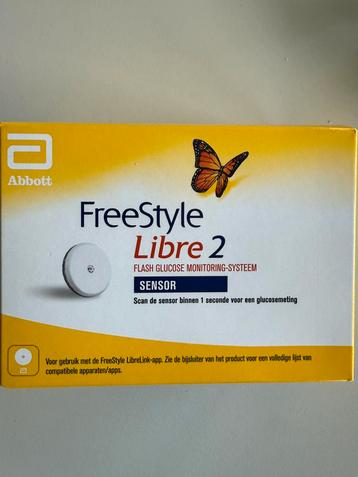 Abbott
FreeStyle
Libre 2
FLASH GLUCOSE MONITORING-SYSTEEM
SENSOR
Scan de sensor binnen 1 seconde voor een glucosemeting
Voor gebruik met de FreeStyle LibreLink-app. Zie de bijsluiter van het product voor een volledige lijst van
compatibele apparaten/apps.